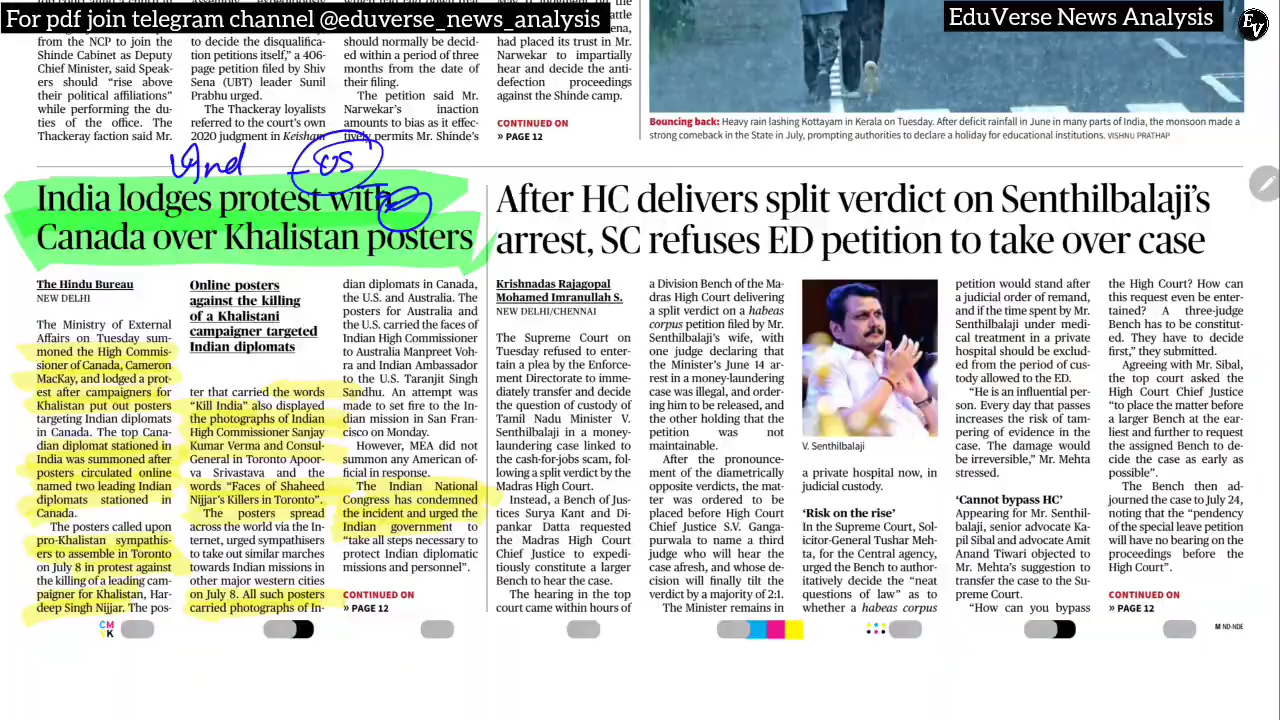 For pdf join telegram channel @eduverse_news_analysis
EduVerse News Analysis
EV
from the NCP to join the
Shinde Cabinet as Deputy
Chief Minister, said Speak-
ers should “rise above
their political affiliations”
while performing the du-
ties of the office. The
Thackeray faction said Mr.
to decide the disqualifica-
tion petitions itself,” a 406-
page petition filed by Shiv
Sena (UBT) leader Sunil
Prabhu urged.
The Thackeray loyalists
referred to the court’s own
2020 judgment in Keisham
should normally be decid-
ed within a period of three
months from the date of
their filing.
The petition said Mr.
Narwekar’s inaction
amounts to bias as it effec-
tively permits Mr. Shinde’s
had placed its trust in Mr.
Narwekar to impartially
hear and decide the anti-
defection proceedings
against the Shinde camp.
CONTINUED ON
» PAGE 12
Bouncing back: Heavy rain lashing Kottayam in Kerala on Tuesday. After deficit rainfall in June in many parts of India, the monsoon made a
strong comeback in the State in July, prompting authorities to declare a holiday for educational institutions. VISHNU PRATHAP
India lodges protest with
Canada over Khalistan posters
The Hindu Bureau
NEW DELHI
The Ministry of External
Affairs on Tuesday sum-
moned the High Commis-
sioner of Canada, Cameron
MacKay, and lodged a prot-
est after campaigners for
Khalistan put out posters
targeting Indian diplomats
in Canada. The top Cana-
dian diplomat stationed in
India was summoned after
posters circulated online
named two leading Indian
diplomats stationed in
Canada.
The posters called upon
pro-Khalistan sympathis-
ers to assemble in Toronto
on July 8 in protest against
the killing of a leading cam-
paigner for Khalistan, Har-
deep Singh Nijjar. The pos-
Online posters
against the killing
of a Khalistani
campaigner targeted
Indian diplomats
ter that carried the words
“Kill India” also displayed
the photographs of Indian
High Commissioner Sanjay
Kumar Verma and Consul-
General in Toronto Apoor-
va Srivastava and the
words “Faces of Shaheed
Nijjar’s Killers in Toronto”.
The posters spread
across the world via the In-
ternet, urged sympathisers
to take out similar marches
towards Indian missions in
other major western cities
on July 8. All such posters
carried photographs of In-
dian diplomats in Canada,
the U.S. and Australia. The
posters for Australia and
the U.S. carried the faces of
Indian High Commissioner
to Australia Manpreet Voh-
ra and Indian Ambassador
to the U.S. Taranjit Singh
Sandhu. An attempt was
made to set fire to the In-
dian mission in San Fran-
cisco on Monday.
However, MEA did not
summon any American of-
ficial in response.
The Indian National
Congress has condemned
the incident and urged the
Indian government to
“take all steps necessary to
protect Indian diplomatic
missions and personnel”.
CONTINUED ON
» PAGE 12
After HC delivers split verdict on Senthilbalaji’s
arrest, SC refuses ED petition to take over case
Krishnadas Rajagopal
Mohamed Imranullah S.
NEW DELHI/CHENNAI
The Supreme Court on
Tuesday refused to enter-
tain a plea by the Enforce-
ment Directorate to imme-
diately transfer and decide
the question of custody of
Tamil Nadu Minister V.
Senthilbalaji in a money-
laundering case linked to
the cash-for-jobs scam, fol-
lowing a split verdict by the
Madras High Court.
Instead, a Bench of Jus-
tices Surya Kant and Di-
pankar Datta requested
the Madras High Court
Chief Justice to expedi-
tiously constitute a larger
Bench to hear the case.
The hearing in the top
court came within hours of
a Division Bench of the Ma-
dras High Court delivering
a split verdict on a habeas
corpus petition filed by Mr.
Senthilbalaji’s wife, with
one judge declaring that
the Minister’s June 14 arr-
est in a money-laundering
case was illegal, and order-
ing him to be released, and
the other holding that the
petition was not
maintainable.
After the pronounce-
ment of the diametrically
opposite verdicts, the mat-
ter was ordered to be
placed before High Court
Chief Justice S.V. Ganga-
purwala to name a third
judge who will hear the
case afresh, and whose de-
cision will finally tilt the
verdict by a majority of 2:1.
The Minister remains in
V. Senthilbalaji
a private hospital now, in
judicial custody.
‘Risk on the rise’
In the Supreme Court, Sol-
icitor-General Tushar Meh-
ta, for the Central agency,
urged the Bench to author-
itatively decide the “neat
questions of law” as to
whether a habeas corpus
petition would stand after
a judicial order of remand,
and if the time spent by Mr.
Senthilbalaji under medi-
cal treatment in a private
hospital should be exclud-
ed from the period of cus-
tody allowed to the ED.
“He is an influential per-
son. Every day that passes
increases the risk of tam-
pering of evidence in the
case. The damage would
be irreversible,” Mr. Mehta
stressed.
‘Cannot bypass HC’
Appearing for Mr. Senthil-
balaji, senior advocate Ka-
pil Sibal and advocate Amit
Anand Tiwari objected to
Mr. Mehta’s suggestion to
transfer the case to the Su-
preme Court.
“How can you bypass
the High Court? How can
this request even be enter-
tained? A three-judge
Bench has to be constitut-
ed. They have to decide
first,” they submitted.
Agreeing with Mr. Sibal,
the top court asked the
High Court Chief Justice
“to place the matter before
a larger Bench at the ear-
liest and further to request
the assigned Bench to de-
cide the case as early as
possible”.
The Bench then ad-
journed the case to July 24,
noting that the “pendency
of the special leave petition
will have no bearing on the
proceedings before the
High Court”.
CONTINUED ON
» PAGE 12
M ND-NDE